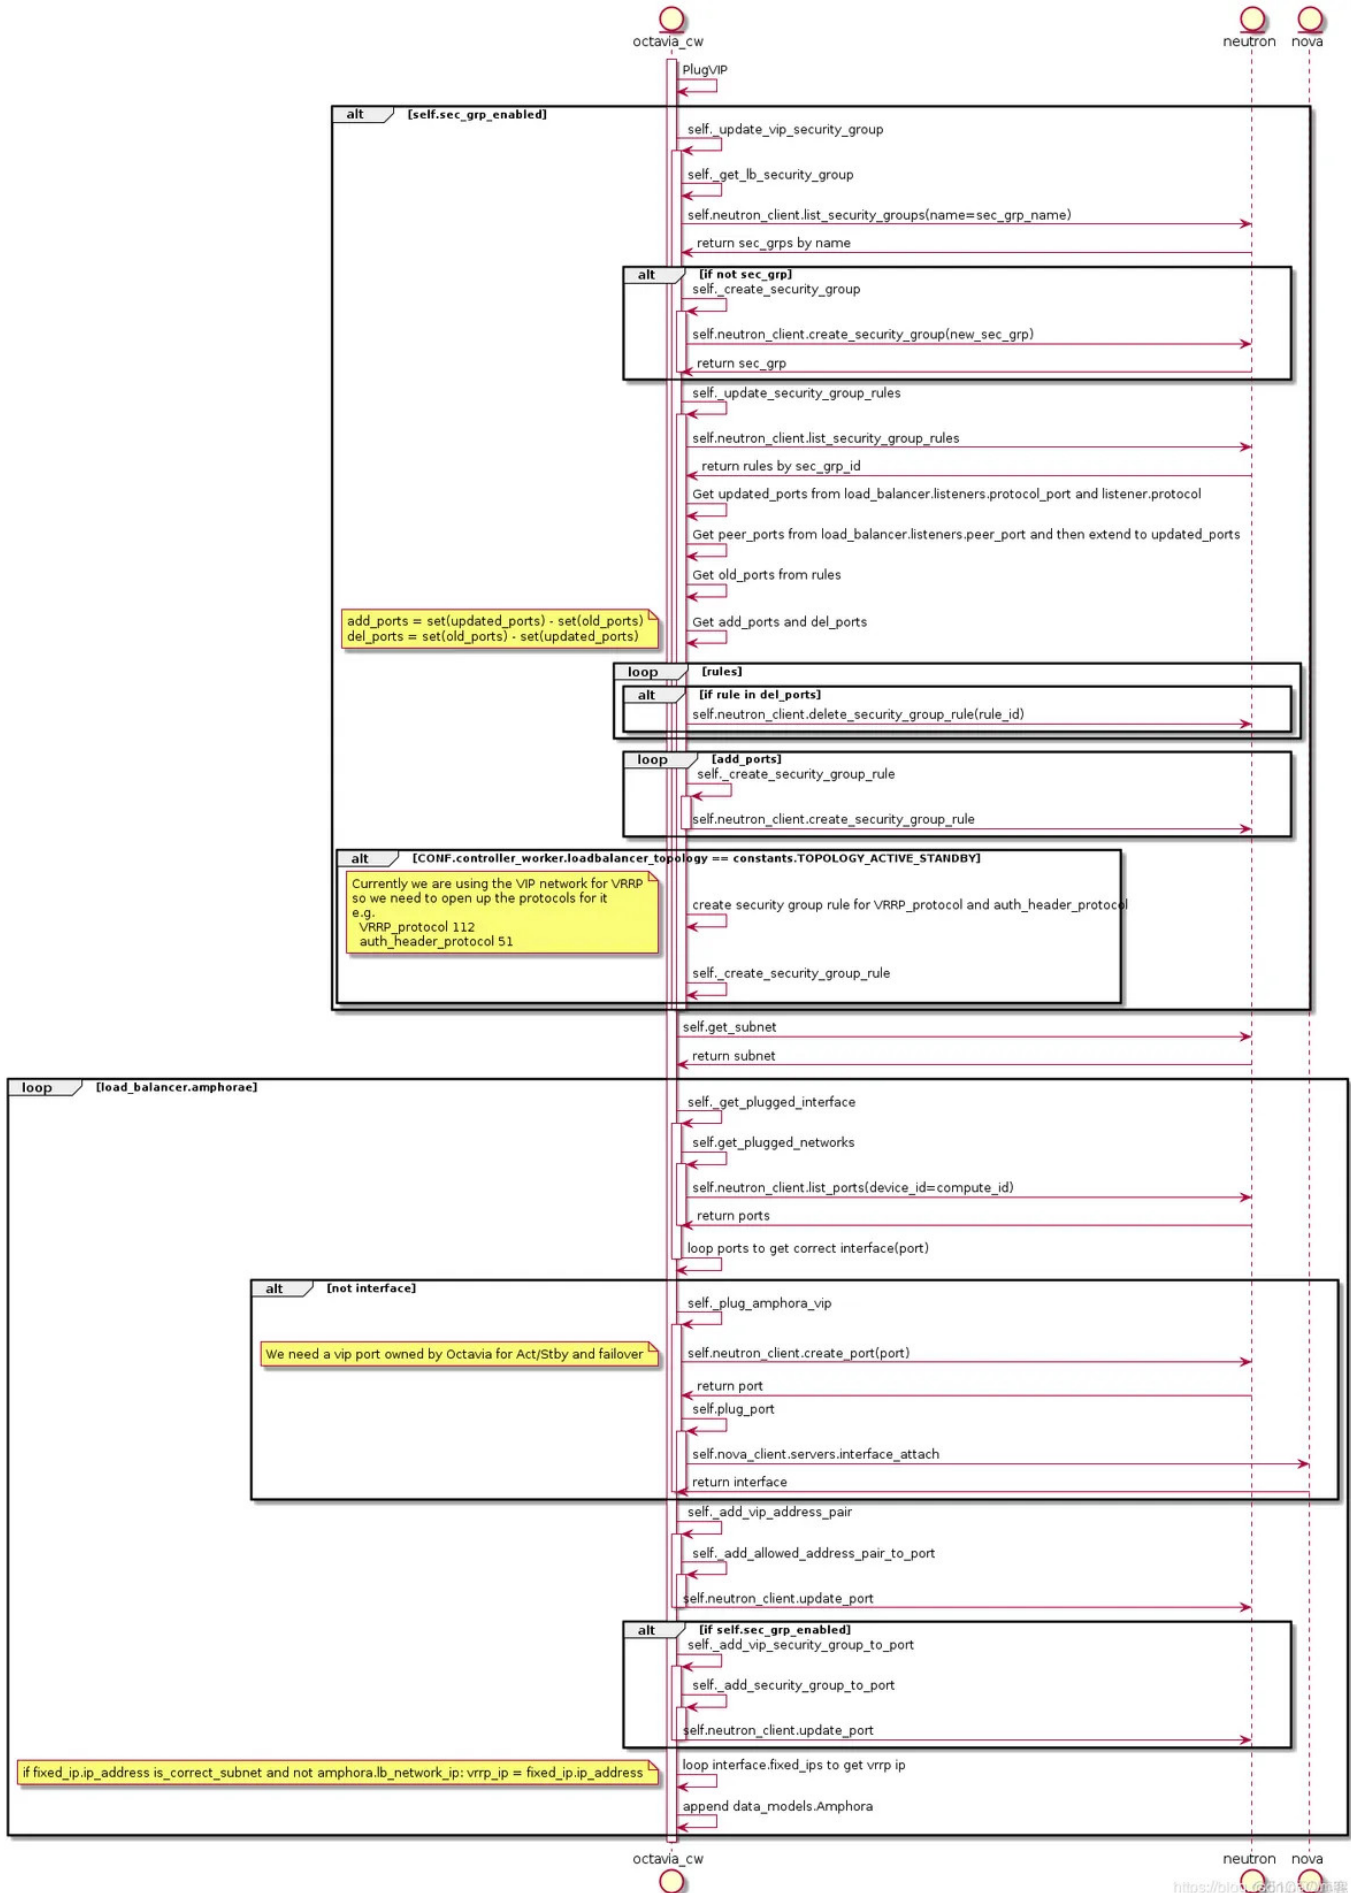 octavia_cw
neutron
nova
PlugVIP
alt [self.sec_grp_enabled]
self._update_vip_security_group
self._get_lb_security_group
self.neutron_client.list_security_groups(name=sec_grp_name)
return sec_grps by name
alt [if not sec_grp]
self._create_security_group
self.neutron_client.create_security_group(new_sec_grp)
return sec_grp
self._update_security_group_rules
self.neutron_client.list_security_group_rules
return rules by sec_grp_id
Get updated_ports from load_balancer.listeners.protocol_port and listener.protocol
Get peer_ports from load_balancer.listeners.peer_port and then extend to updated_ports
Get old_ports from rules
add_ports = set(updated_ports) - set(old_ports)
del_ports = set(old_ports) - set(updated_ports)
Get add_ports and del_ports
loop [rules]
alt [if rule in del_ports]
self.neutron_client.delete_security_group_rule(rule_id)
loop [add_ports]
self._create_security_group_rule
self.neutron_client.create_security_group_rule
alt [CONF.controller_worker.loadbalancer_topology == constants.TOPOLOGY_ACTIVE_STANDBY]
Currently we are using the VIP network for VRRP
so we need to open up the protocols for it
e.g.
VRRP_protocol 112
auth_header_protocol 51
create security group rule for VRRP_protocol and auth_header_protocol
self._create_security_group_rule
self.get_subnet
return subnet
loop [load_balancer.amphorae]
self._get_plugged_interface
self.get_plugged_networks
self.neutron_client.list_ports(device_id=compute_id)
return ports
loop ports to get correct interface(port)
alt [not interface]
self._plug_amphora_vip
We need a vip port owned by Octavia for Act/Stby and failover
self.neutron_client.create_port(port)
return port
self.plug_port
self.nova_client.servers.interface_attach
return interface
self._add_vip_address_pair
self._add_allowed_address_pair_to_port
self.neutron_client.update_port
alt [if self.sec_grp_enabled]
self._add_vip_security_group_to_port
self._add_security_group_to_port
self.neutron_client.update_port
if fixed_ip.ip_address is_correct_subnet and not amphora.lb_network_ip: vrrp_ip = fixed_ip.ip_address
loop interface.fixed_ips to get vrrp ip
append data_models.Amphora
octavia_cw
neutron
nova